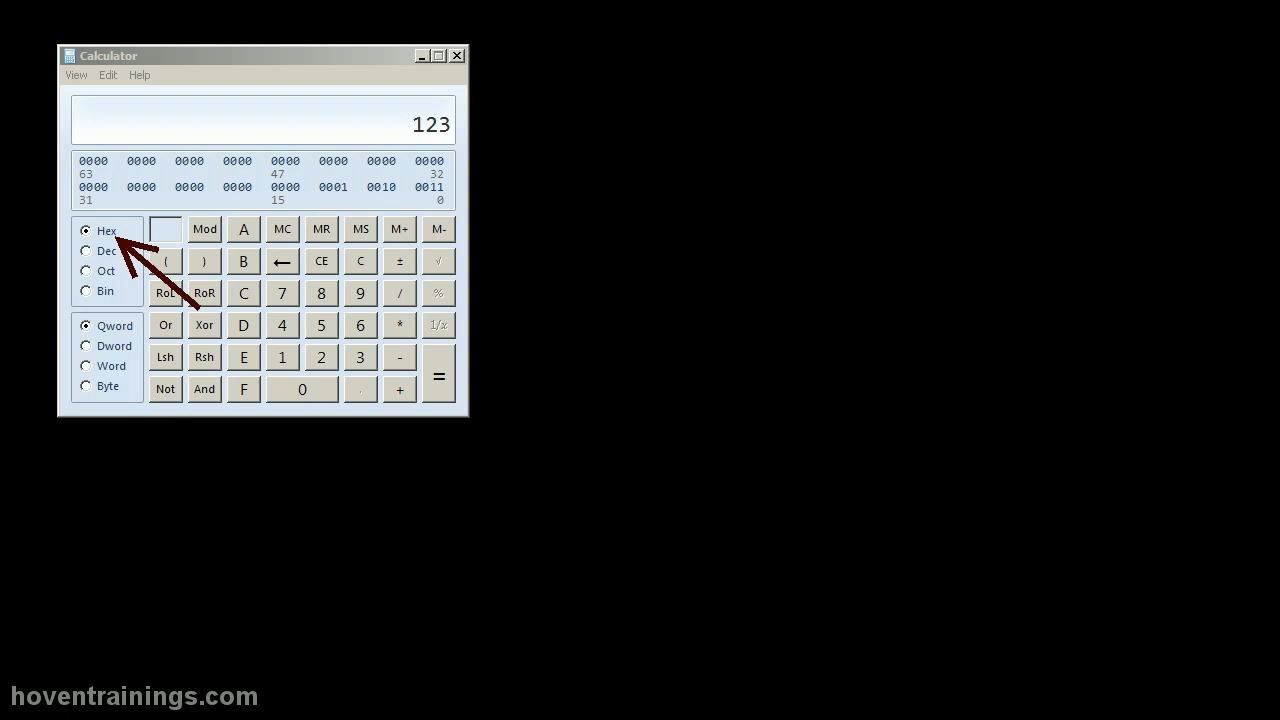 Calculator
View Edit Help
123
0000 0000 0000 0000 0000 0000 0000 0000
63 47 32
0000 0000 0000 0000 0000 0001 0010 0011
31 15 0
Hex Mod A MC MR MS M+ M-
Dec ( ) B ← CE C ± √
Oct
Bin RoL RoR C 7 8 9 / %
Qword Or Xor D 4 5 6 * 1/x
Dword
Word Lsh Rsh E 1 2 3 - =
Byte Not And F 0 . +
hoventrainings.com